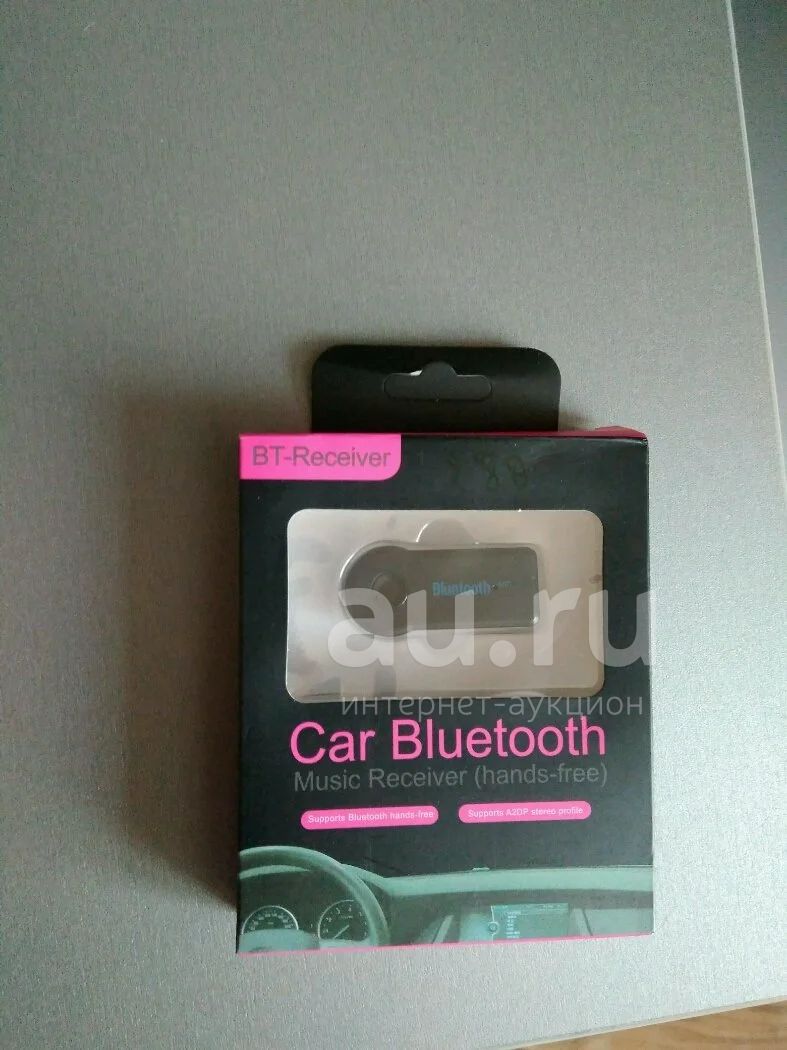 BT-Receiver
Bluetooth
au.ru
интернет-аукцион
Car Bluetooth
Music Receiver (hands-free)
Supports Bluetooth hands-free
Supports A2DP stereo profile